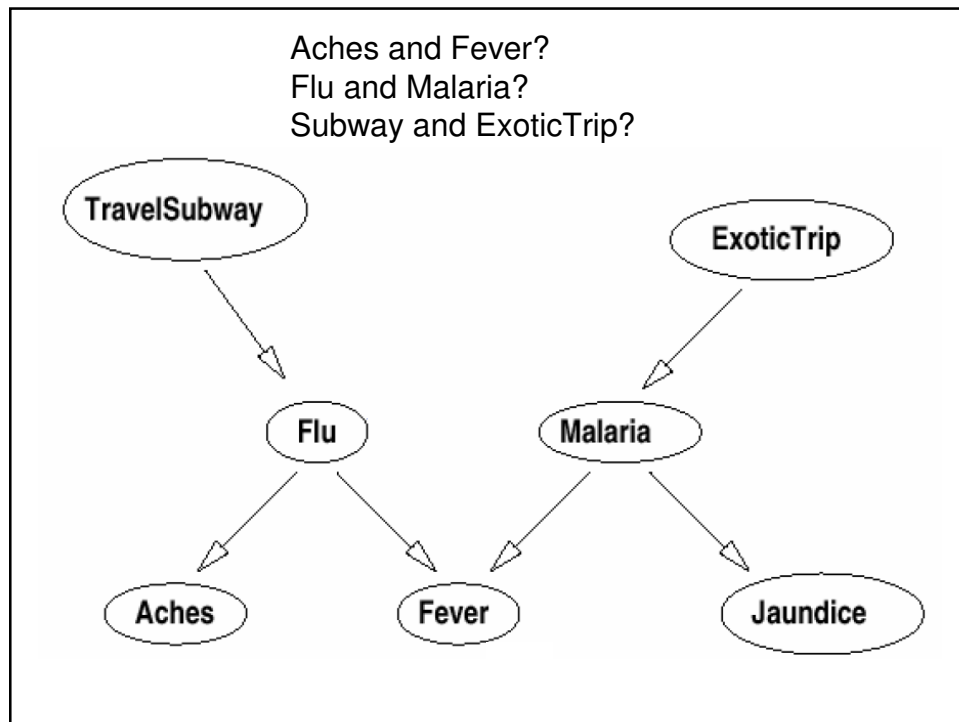 Aches and Fever?
Flu and Malaria?
Subway and ExoticTrip?
TravelSubway
ExoticTrip
Flu
Malaria
Aches
Fever
Jaundice